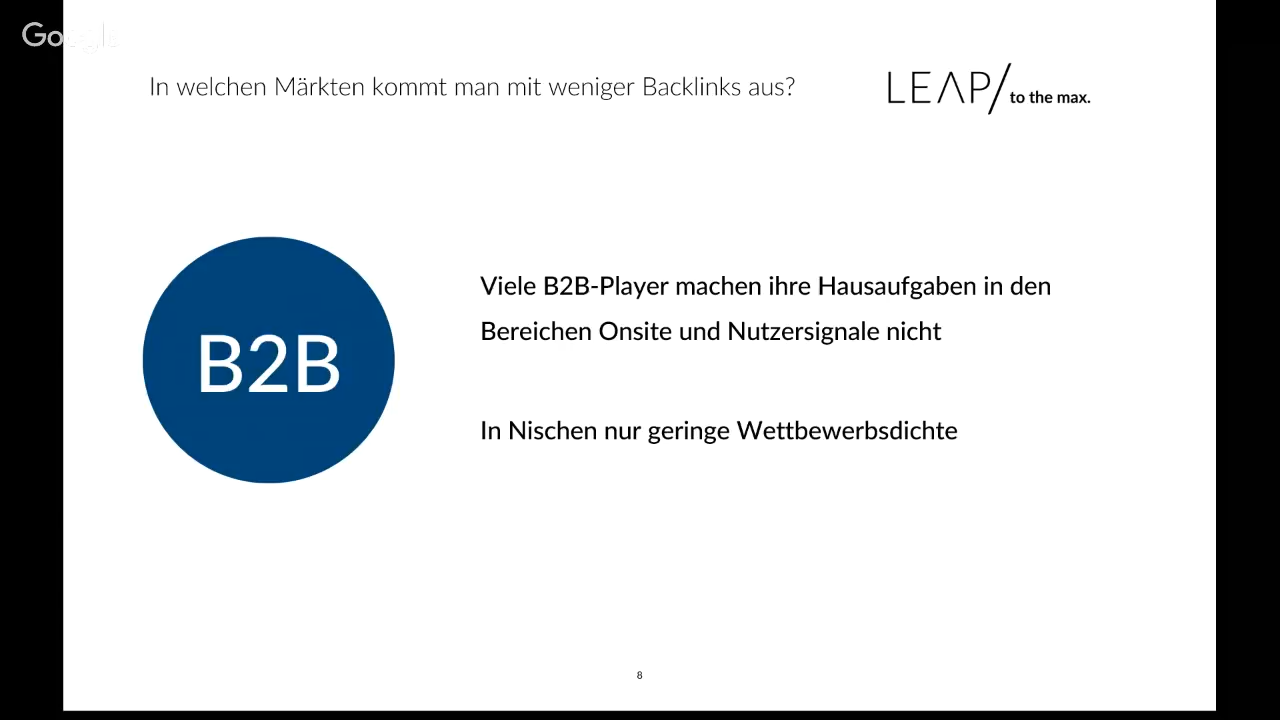 Google
In welchen Märkten kommt man mit weniger Backlinks aus?
LEAP/ to the max.
B2B
Viele B2B-Player machen ihre Hausaufgaben in den
Bereichen Onsite und Nutzersignale nicht
In Nischen nur geringe Wettbewerbsdichte
8